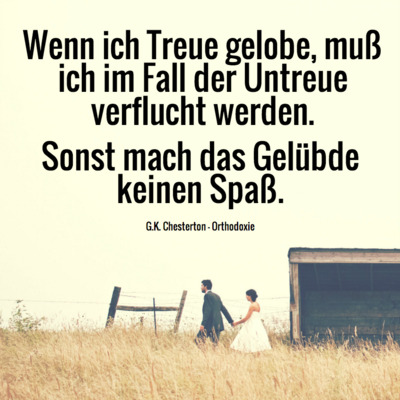 Wenn ich Treue gelobe, muß
ich im Fall der Untreue
verflucht werden.
Sonst mach das Gelübde
keinen Spaß.
G.K. Chesterton - Orthodoxie